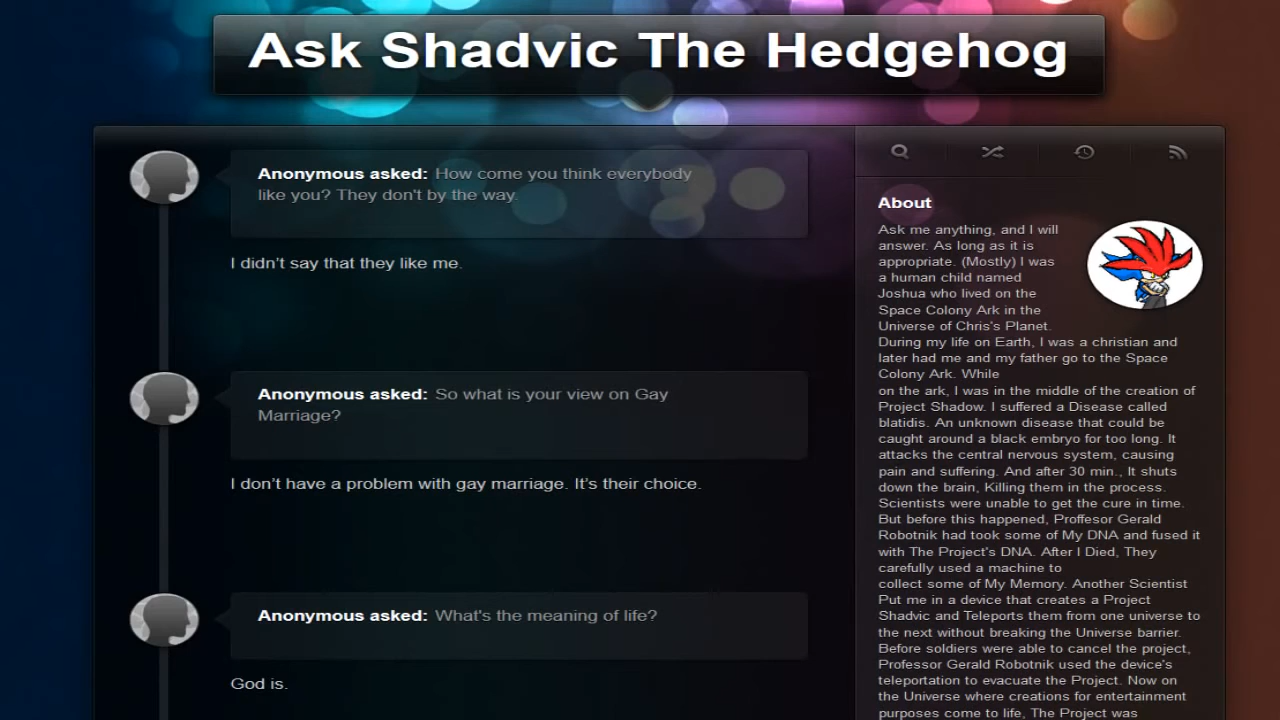 Ask Shadvic The Hedgehog
Anonymous asked: How come you think everybody
like you? They don't by the way.
I didn't say that they like me.
Anonymous asked: So what is your view on Gay
Marriage?
I don't have a problem with gay marriage. It's their choice.
Anonymous asked: What's the meaning of life?
God is.
About
Ask me anything, and I will
answer. As long as it is
appropriate. (Mostly) I was
a human child named
Joshua who lived on the
Space Colony Ark in the
Universe of Chris's Planet.
During my life on Earth, I was a christian and
later had me and my father go to the Space
Colony Ark. While
on the ark, I was in the middle of the creation of
Project Shadow. I suffered a Disease called
blatidis. An unknown disease that could be
caught around a black embryo for too long. It
attacks the central nervous system, causing
pain and suffering. And after 30 min., It shuts
down the brain, Killing them in the process.
Scientists were unable to get the cure in time.
But before this happened, Proffesor Gerald
Robotnik had took some of My DNA and fused it
with The Project's DNA. After I Died, They
carefully used a machine to
collect some of My Memory. Another Scientist
Put me in a device that creates a Project
Shadvic and Teleports them from one universe to
the next without breaking the Universe barrier.
Before soldiers were able to cancel the project,
Professor Gerald Robotnik used the device's
teleportation to evacuate the Project. Now on
the Universe where creations for entertainment
purposes come to life, The Project was